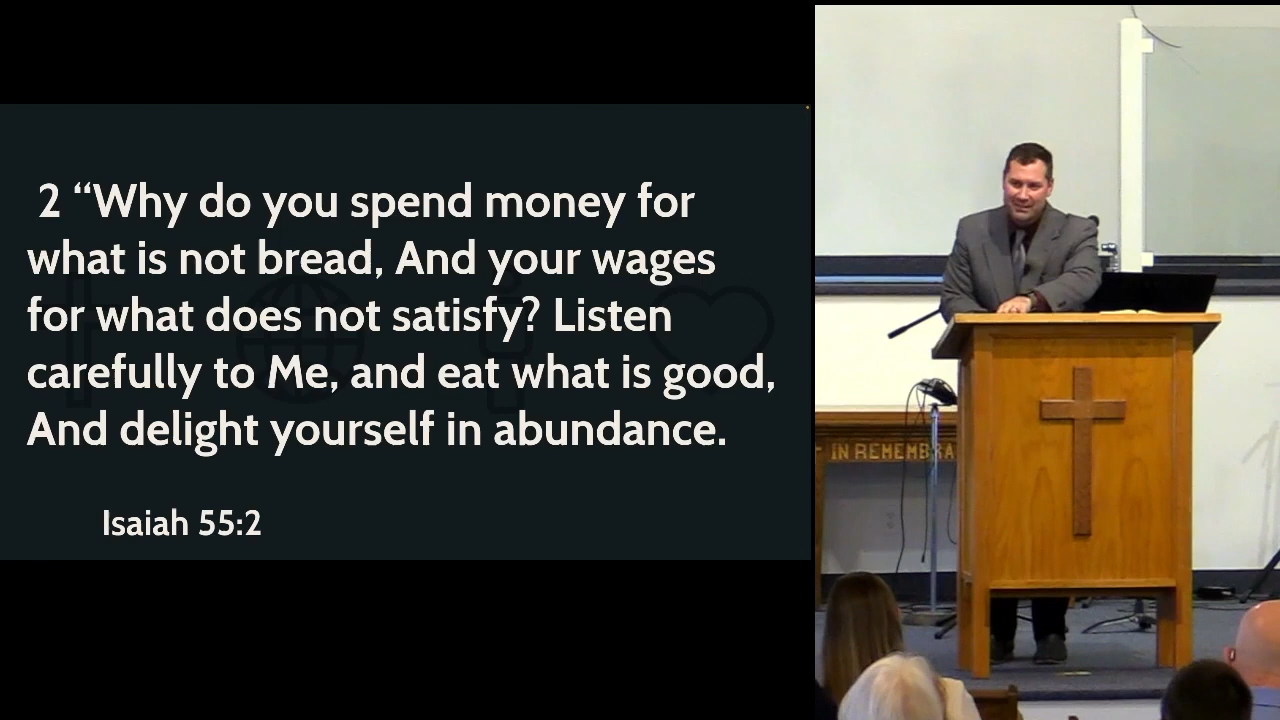 2 “Why do you spend money for
what is not bread, And your wages
for what does not satisfy? Listen
carefully to Me, and eat what is good,
And delight yourself in abundance.
Isaiah 55:2
IN REMEMBRA